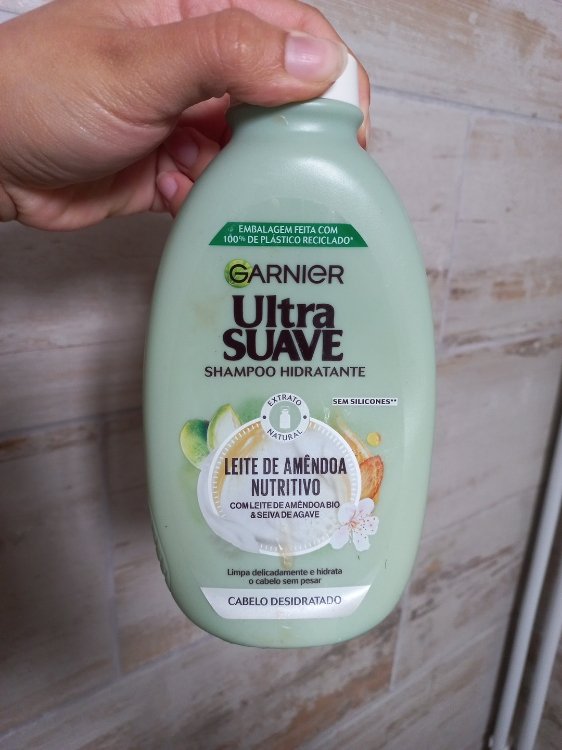 EMBALAGEM FEITA COM
100% DE PLÁSTICO RECICLADO*
GARNIER
Ultra
SUAVE
SHAMPOO HIDRATANTE
SEM SILICONES**
EXTRATO
NATURAL
LEITE DE AMÊNDOA
NUTRITIVO
COM LEITE DE AMÊNDOA BIO
& SEIVA DE AGAVE
Limpa delicadamente e hidrata
o cabelo sem pesar
CABELO DESIDRATADO